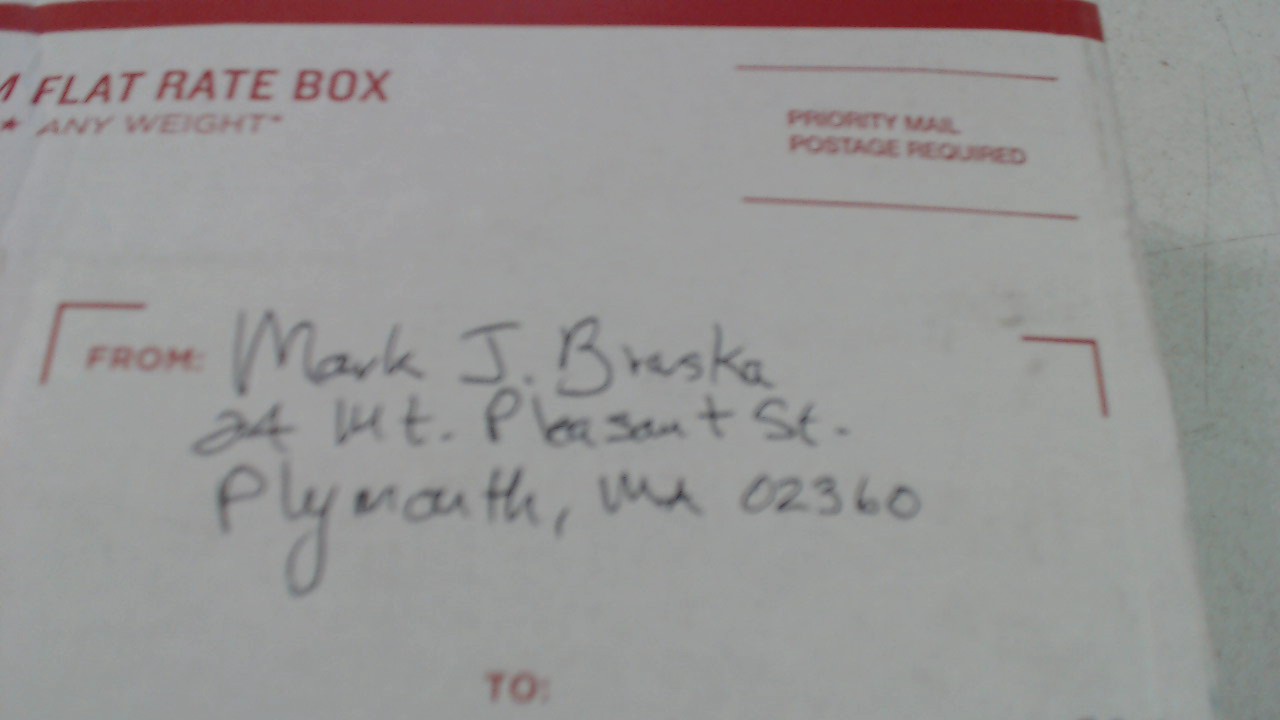 M FLAT RATE BOX
* ANY WEIGHT*
PRIORITY MAIL
POSTAGE REQUIRED
FROM: Mark J. Braska
24 Mt. Pleasant St.
Plymouth, MA 02360
TO: